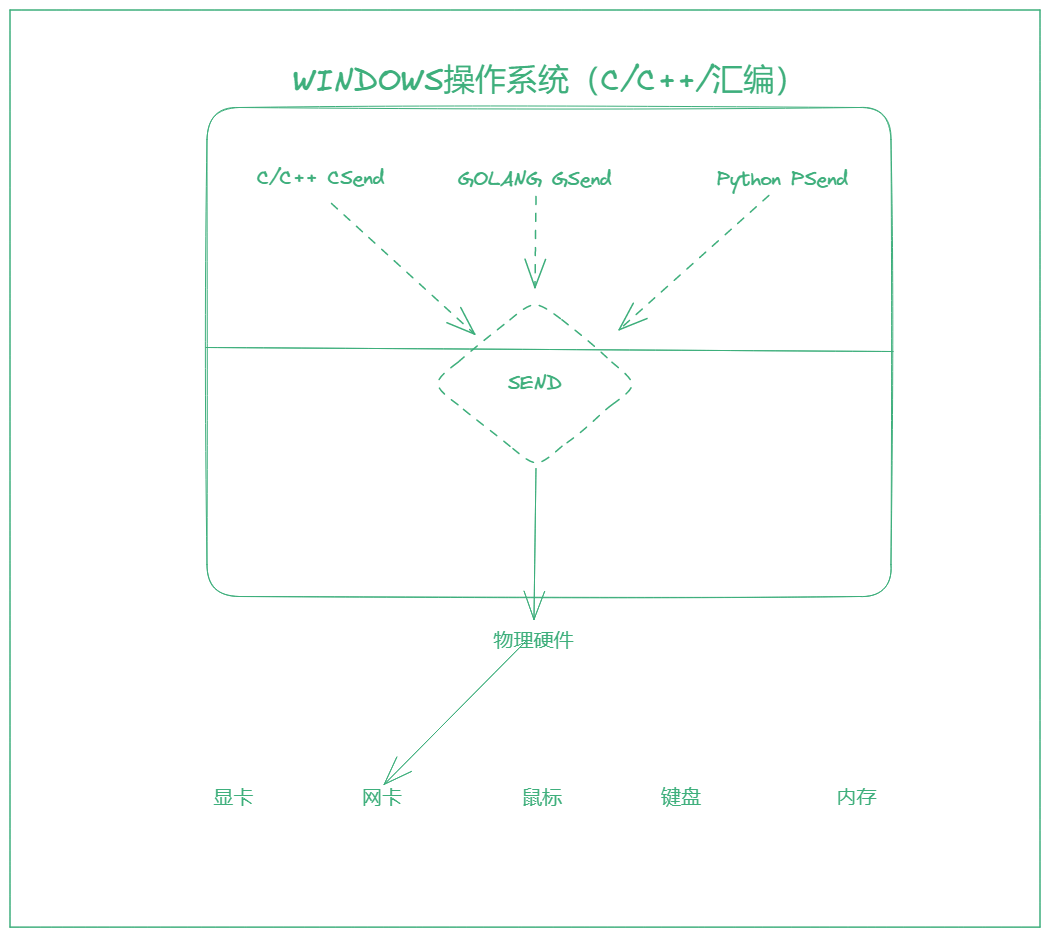 WINDOWS操作系统（C/C++/汇编）
C/C++ CSend
GOLANG GSend
Python PSend
SEND
物理硬件
显卡
网卡
鼠标
键盘
内存